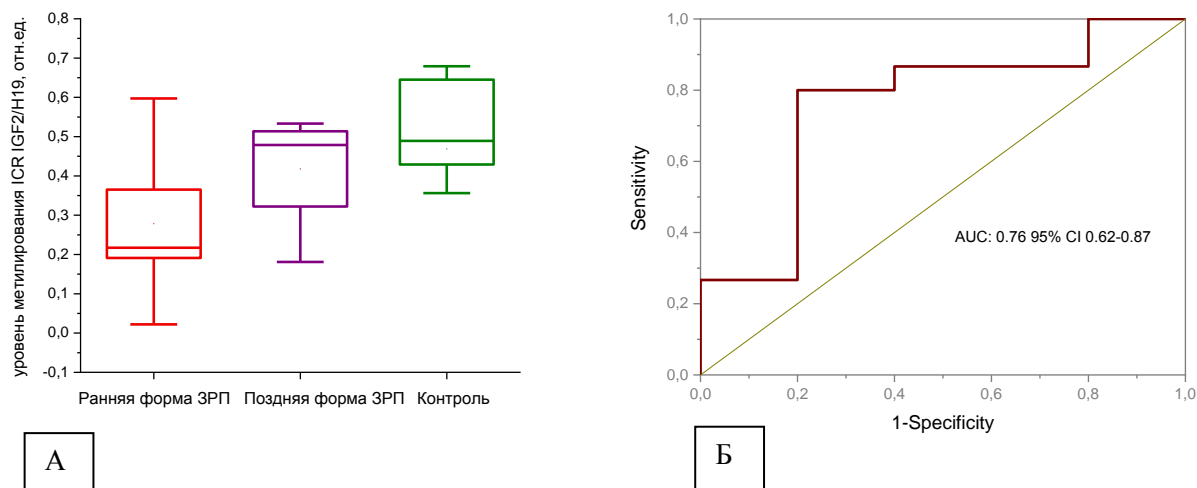 уровень метилирования ICR IGF2/H19, отн.ед.
0,8
0,7
0,6
0,5
0,4
0,3
0,2
0,1
0,0
-0,1
Ранняя форма ЗРП Поздняя форма ЗРП Контроль
А
Sensitivity
1,0
0,8
0,6
0,4
0,2
0,0
AUC: 0.76 95% CI 0.62-0.87
0,0 0,2 0,4 0,6 0,8 1,0
1-Specificity
Б